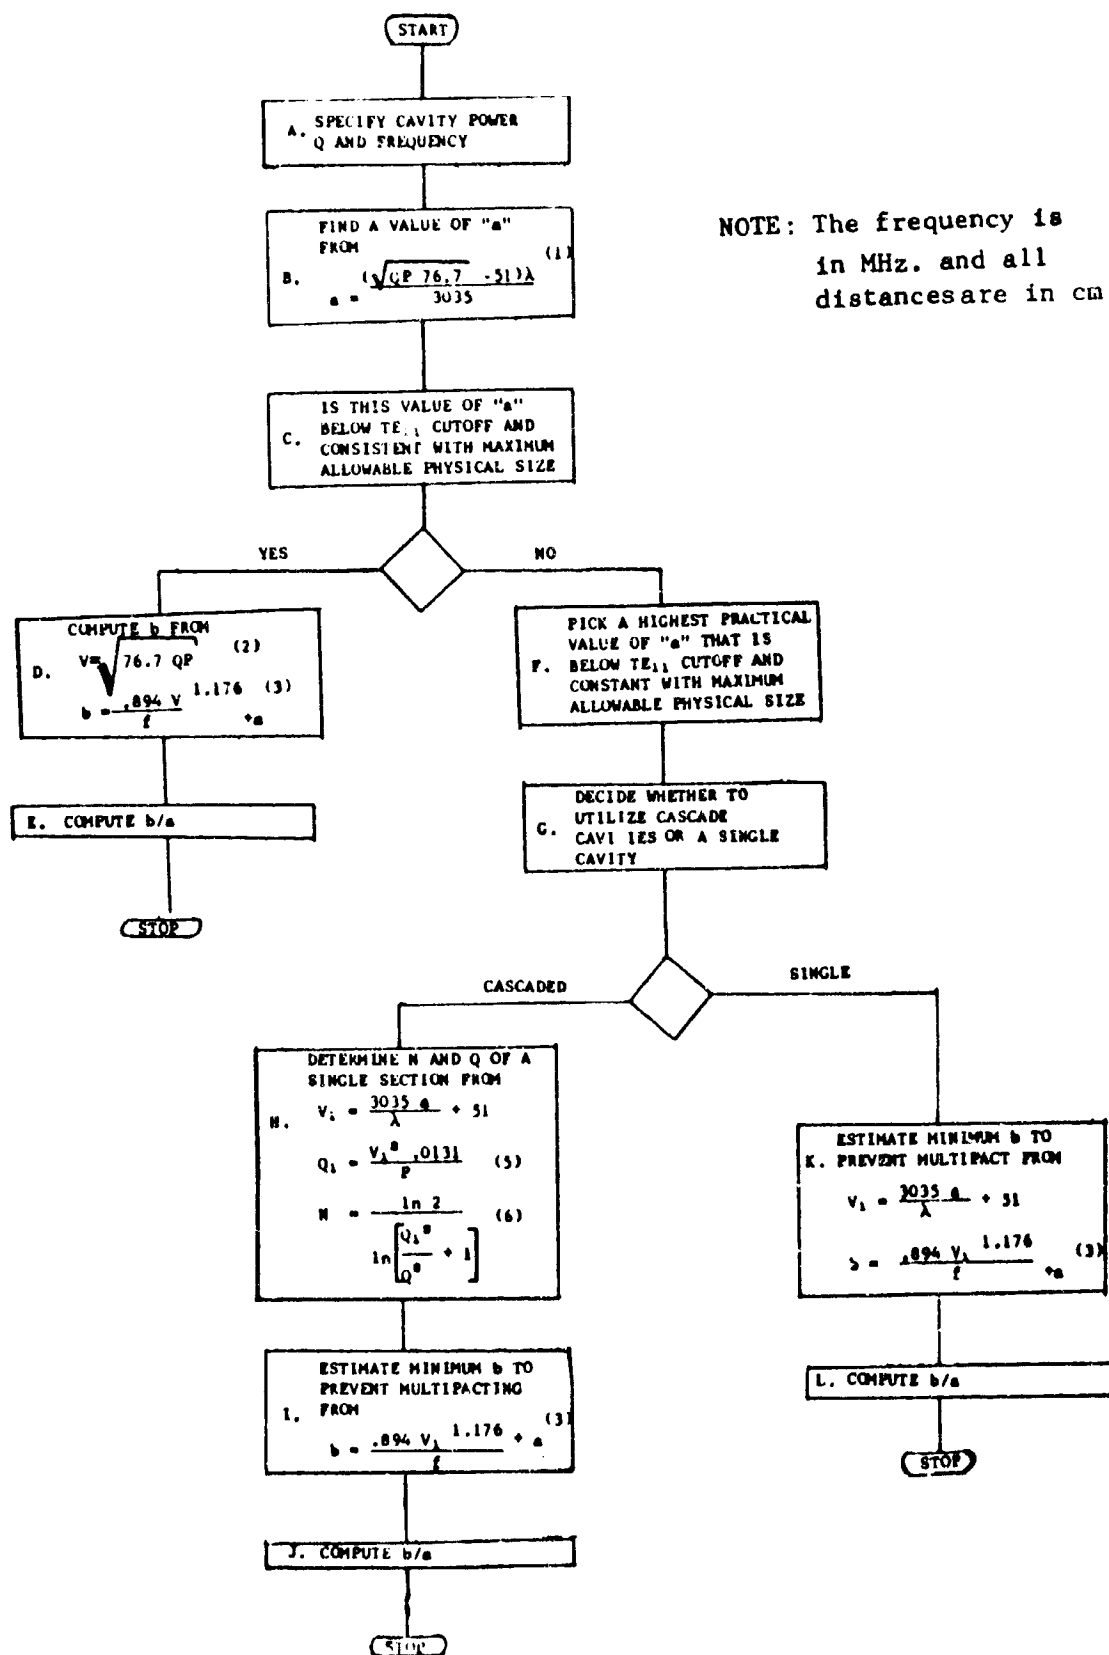 START
A. SPECIFY CAVITY POWER
Q AND FREQUENCY
NOTE: The frequency is
in MHz. and all
distances are in cm
FIND A VALUE OF "a"
FROM
B. a = (√QP 76.7 -51)λ / 3035 (1)
IS THIS VALUE OF "a"
BELOW TE₁₁ CUTOFF AND
C. CONSISTENT WITH MAXIMUM
ALLOWABLE PHYSICAL SIZE
YES
NO
COMPUTE b FROM
D. V=√76.7 QP (2)
b = .894 V^1.176 / f +a (3)
E. COMPUTE b/a
STOP
PICK A HIGHEST PRACTICAL
VALUE OF "a" THAT IS
F. BELOW TE₁₁ CUTOFF AND
CONSTANT WITH MAXIMUM
ALLOWABLE PHYSICAL SIZE
DECIDE WHETHER TO
UTILIZE CASCADE
G. CAVI IES OR A SINGLE
CAVITY
CASCADED
SINGLE
DETERMINE N AND Q OF A
SINGLE SECTION FROM
H. V₁ = 3035 a / λ + 51
Q₁ = V₁² .0131 / P (5)
N = ln 2 / ln[Q₁² / Q² + 1] (6)
ESTIMATE MINIMUM b TO
PREVENT MULTIPACTING
I. FROM
b = .894 V₁^1.176 / f + a (3)
J. COMPUTE b/a
STOP
ESTIMATE MINIMUM b TO
K. PREVENT MULTIPACT FROM
V₁ = 3035 a / λ + 51
b = .894 V₁^1.176 / f +a (3)
L. COMPUTE b/a
STOP